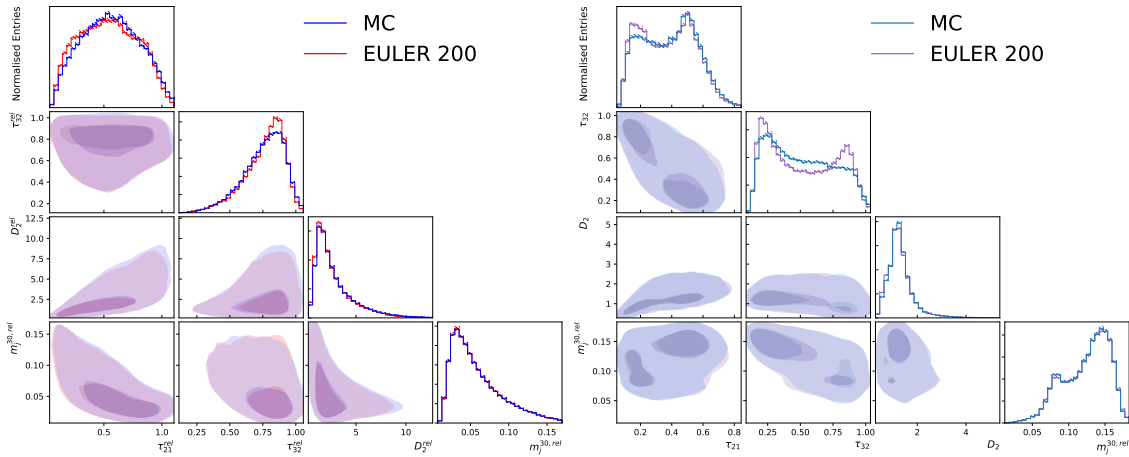 Normalised Entries
MC
EULER 200
τ_{32}^{rel}
1.0
0.8
0.6
0.4
0.2
D_2^{rel}
12.5
10.0
7.5
5.0
2.5
m_J^{30, rel}
0.15
0.10
0.05
0.5 1.0
τ_{21}^{rel}
0.25 0.50 0.75 1.00
τ_{32}^{rel}
5 10
D_2^{rel}
0.05 0.10 0.15
m_J^{30, rel}
Normalised Entries
MC
EULER 200
τ_{32}
1.0
0.8
0.6
0.4
0.2
D_2
5
4
3
2
1
m_J^{30, rel}
0.15
0.10
0.05
0.2 0.4 0.6 0.8
τ_{21}
0.25 0.50 0.75 1.00
τ_{32}
2 4
D_2
0.05 0.10 0.15
m_J^{30, rel}